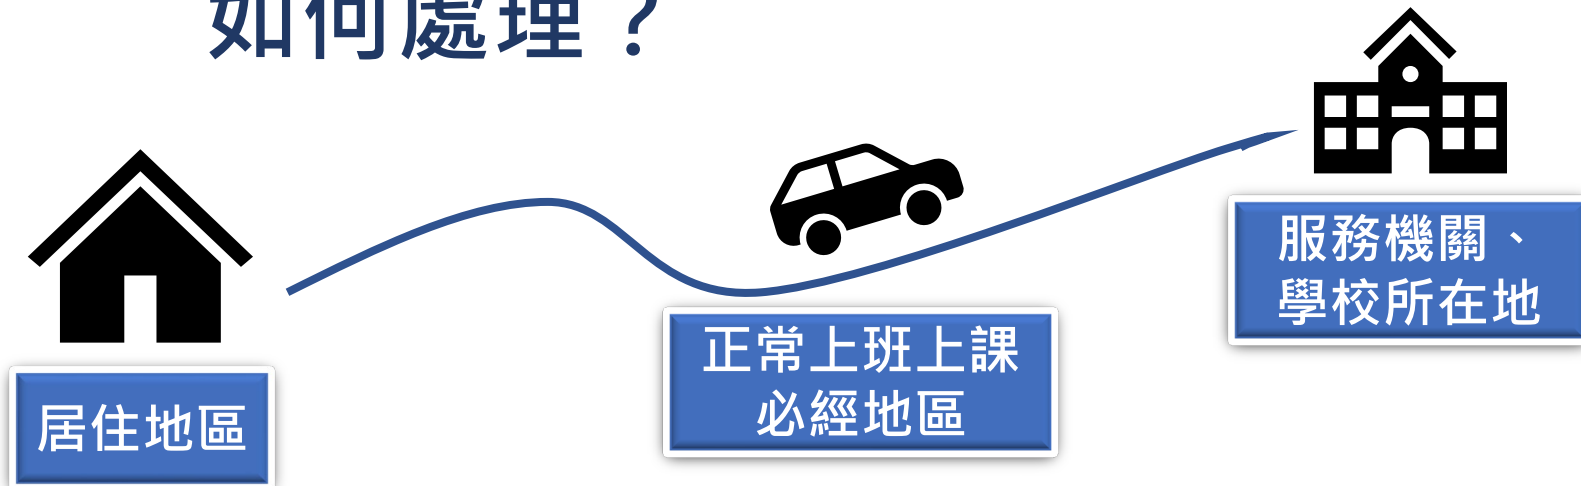 如何處理？
服務機關、
學校所在地
正常上班上課
必經地區
居住地區